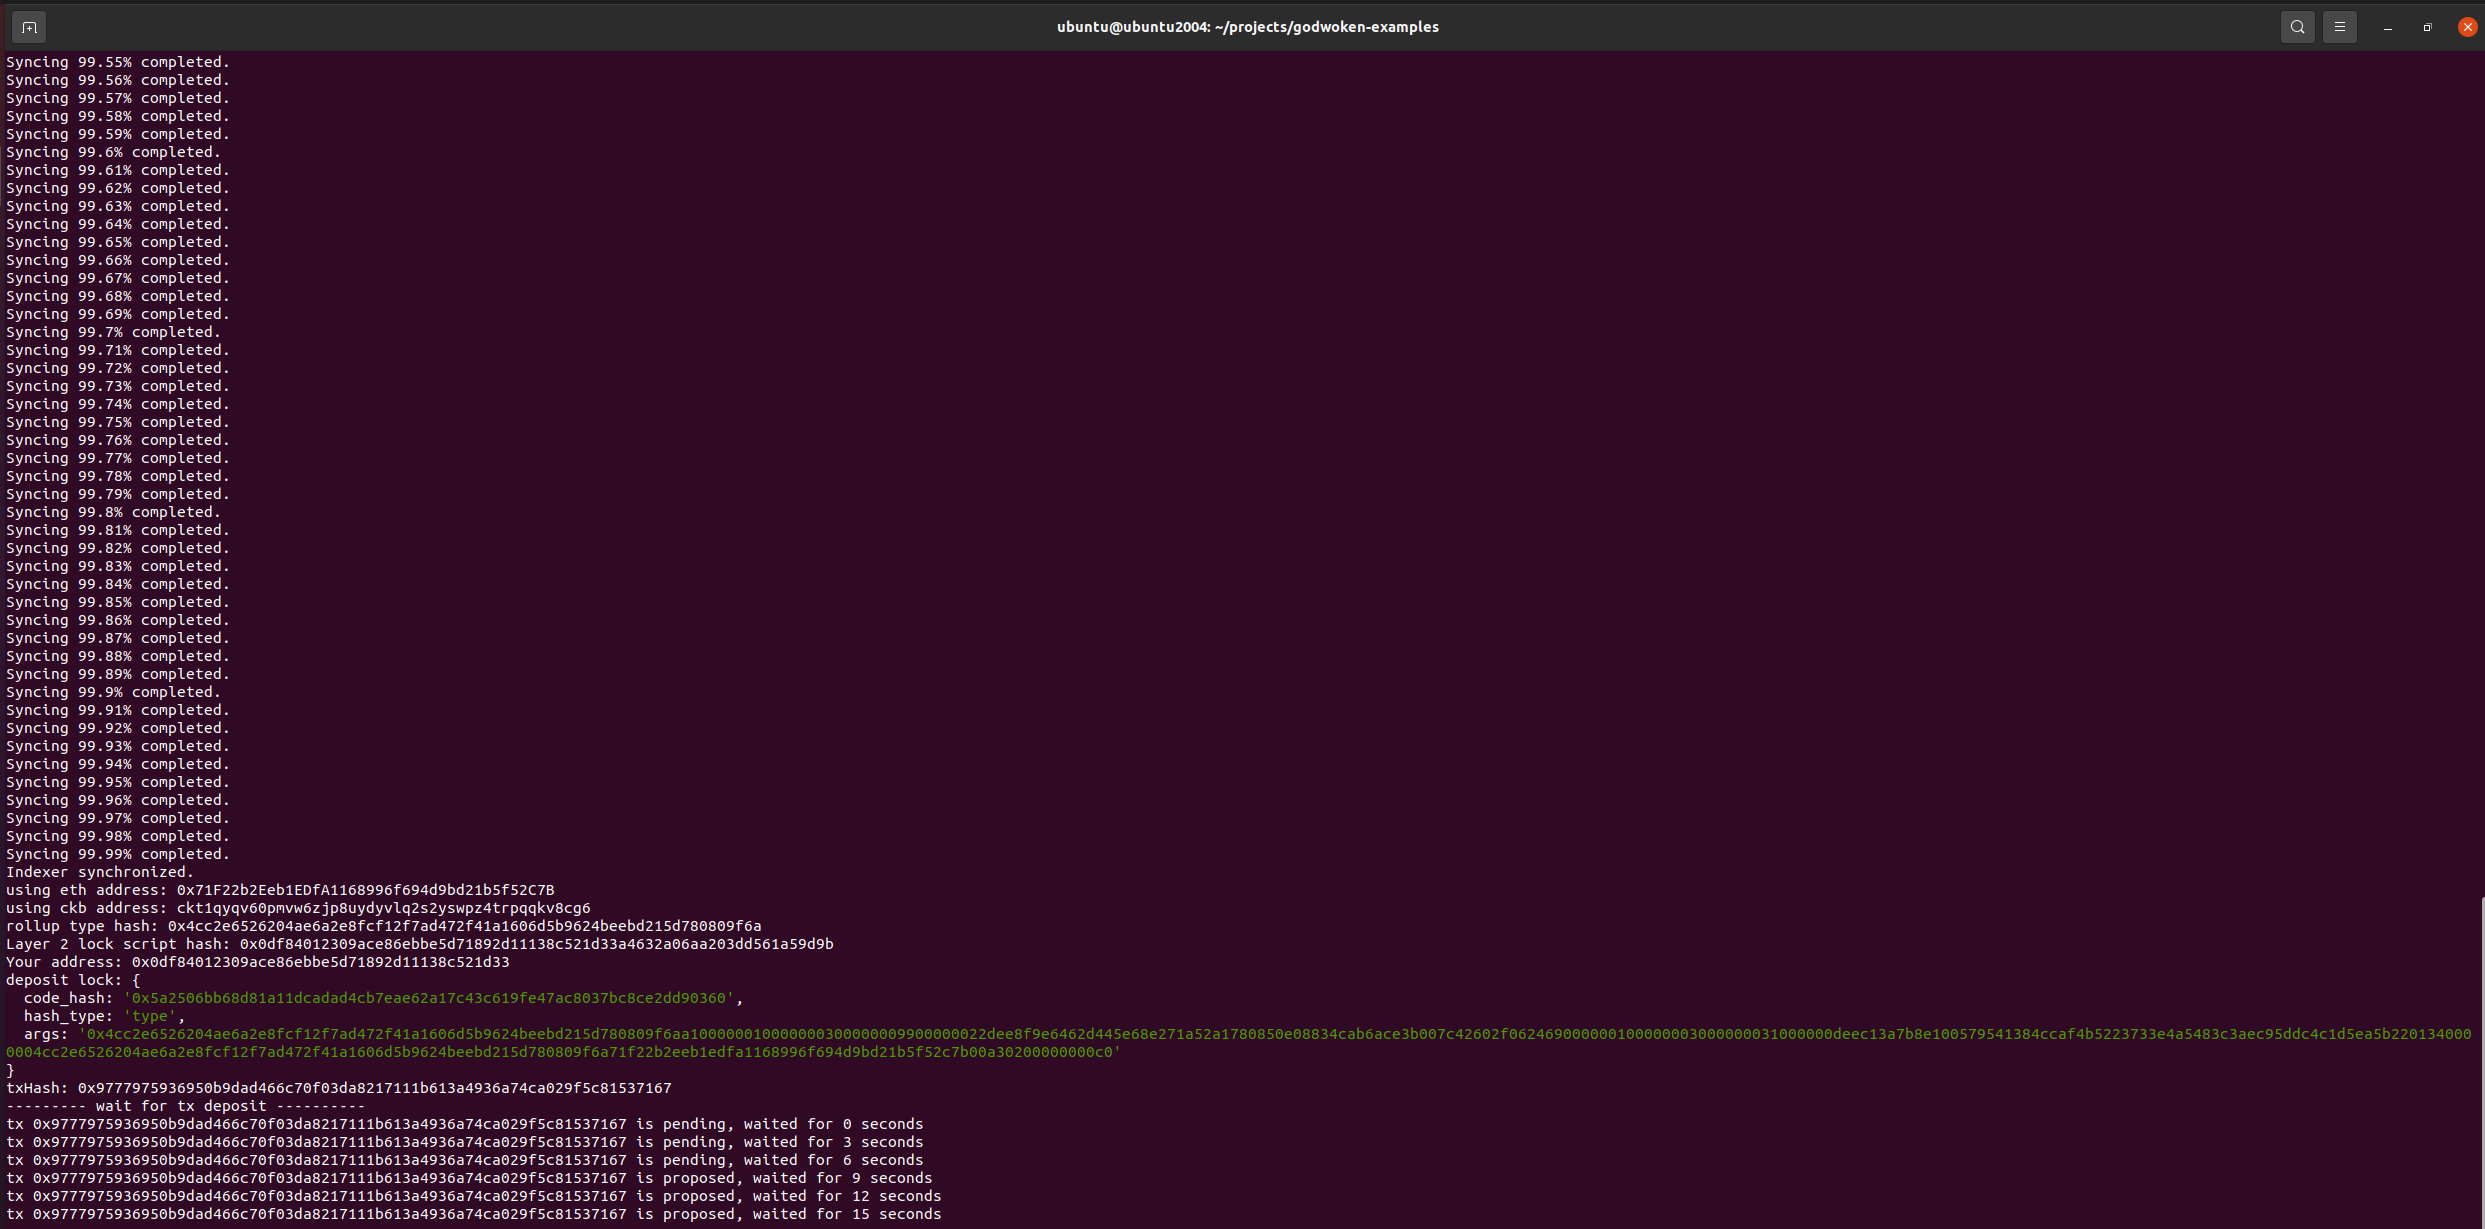 ubuntu@ubuntu2004: ~/projects/godwoken-examples
Syncing 99.55% completed.
Syncing 99.56% completed.
Syncing 99.57% completed.
Syncing 99.58% completed.
Syncing 99.59% completed.
Syncing 99.6% completed.
Syncing 99.61% completed.
Syncing 99.62% completed.
Syncing 99.63% completed.
Syncing 99.64% completed.
Syncing 99.65% completed.
Syncing 99.66% completed.
Syncing 99.67% completed.
Syncing 99.68% completed.
Syncing 99.69% completed.
Syncing 99.7% completed.
Syncing 99.71% completed.
Syncing 99.72% completed.
Syncing 99.73% completed.
Syncing 99.74% completed.
Syncing 99.75% completed.
Syncing 99.76% completed.
Syncing 99.77% completed.
Syncing 99.78% completed.
Syncing 99.79% completed.
Syncing 99.8% completed.
Syncing 99.81% completed.
Syncing 99.82% completed.
Syncing 99.83% completed.
Syncing 99.84% completed.
Syncing 99.85% completed.
Syncing 99.86% completed.
Syncing 99.87% completed.
Syncing 99.88% completed.
Syncing 99.89% completed.
Syncing 99.9% completed.
Syncing 99.91% completed.
Syncing 99.92% completed.
Syncing 99.93% completed.
Syncing 99.94% completed.
Syncing 99.95% completed.
Syncing 99.96% completed.
Syncing 99.97% completed.
Syncing 99.98% completed.
Syncing 99.99% completed.
Indexer synchronized.
using eth address: 0x71F22b2Eeb1EDfA1168996f694d9bd21b5f52C7B
using ckb address: ckt1qyqv60pmvw6zjp8uydyvlq2s2yswpz4trpqqkv8cg6
rollup type hash: 0x4cc2e6526204ae6a2e8fcf12f7ad472f41a1606d5b9624beebd215d780809f6a
Layer 2 lock script hash: 0x0df84012309ace86ebbe5d71892d11138c521d33a4632a06aa203dd561a59d9b
Your address: 0x0df84012309ace86ebbe5d71892d11138c521d33
deposit lock: {
  code_hash: '0x5a2506bb68d81a11dcadad4cb7eae62a17c43c619fe47ac8037bc8ce2dd90360',
  hash_type: 'type',
  args: '0x4cc2e6526204ae6a2e8fcf12f7ad472f41a1606d5b9624beebd215d780809f6aa100000010000000300000009900000022dee8f9e6462d445e68e271a52a1780850e08834cab6ace3b007c42602f0624690000001000000030000000310000000deec13a7b8e100579541384ccaf4b5223733e4a5483c3aec95ddc4c1d5ea5b220134000
0004cc2e6526204ae6a2e8fcf12f7ad472f41a1606d5b9624beebd215d780809f6a71f22b2eeb1edfa1168996f694d9bd21b5f52c7b00a30200000000c0'
}
txHash: 0x9777975936950b9dad466c70f03da8217111b613a4936a74ca029f5c81537167
--------- wait for tx deposit ----------
tx 0x9777975936950b9dad466c70f03da8217111b613a4936a74ca029f5c81537167 is pending, waited for 0 seconds
tx 0x9777975936950b9dad466c70f03da8217111b613a4936a74ca029f5c81537167 is pending, waited for 3 seconds
tx 0x9777975936950b9dad466c70f03da8217111b613a4936a74ca029f5c81537167 is pending, waited for 6 seconds
tx 0x9777975936950b9dad466c70f03da8217111b613a4936a74ca029f5c81537167 is proposed, waited for 9 seconds
tx 0x9777975936950b9dad466c70f03da8217111b613a4936a74ca029f5c81537167 is proposed, waited for 12 seconds
tx 0x9777975936950b9dad466c70f03da8217111b613a4936a74ca029f5c81537167 is proposed, waited for 15 seconds